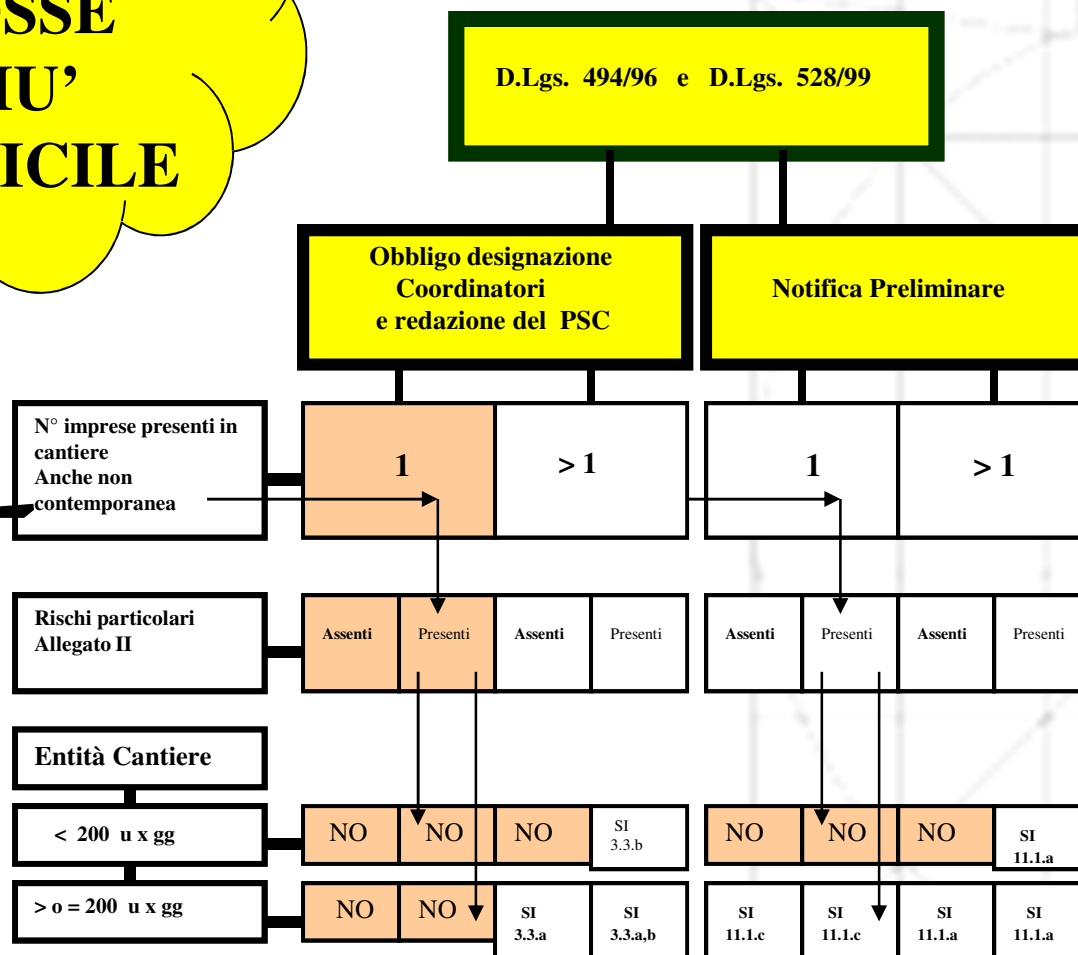 D.Lgs. 494/96 e D.Lgs. 528/99
Obbligo designazione
Coordinatori
e redazione del PSC
Notifica Preliminare
N° imprese presenti in
cantiere
Anche non
contemporanea
1
> 1
1
> 1
Rischi particolari
Allegato II
Assenti
Presenti
Assenti
Presenti
Assenti
Presenti
Assenti
Presenti
Entità Cantiere
< 200 u x gg
NO
NO
NO
SI
3.3.b
NO
NO
NO
SI
11.1.a
> o = 200 u x gg
NO
NO
SI
3.3.a
SI
3.3.a,b
SI
11.1.c
SI
11.1.c
SI
11.1.a
SI
11.1.a